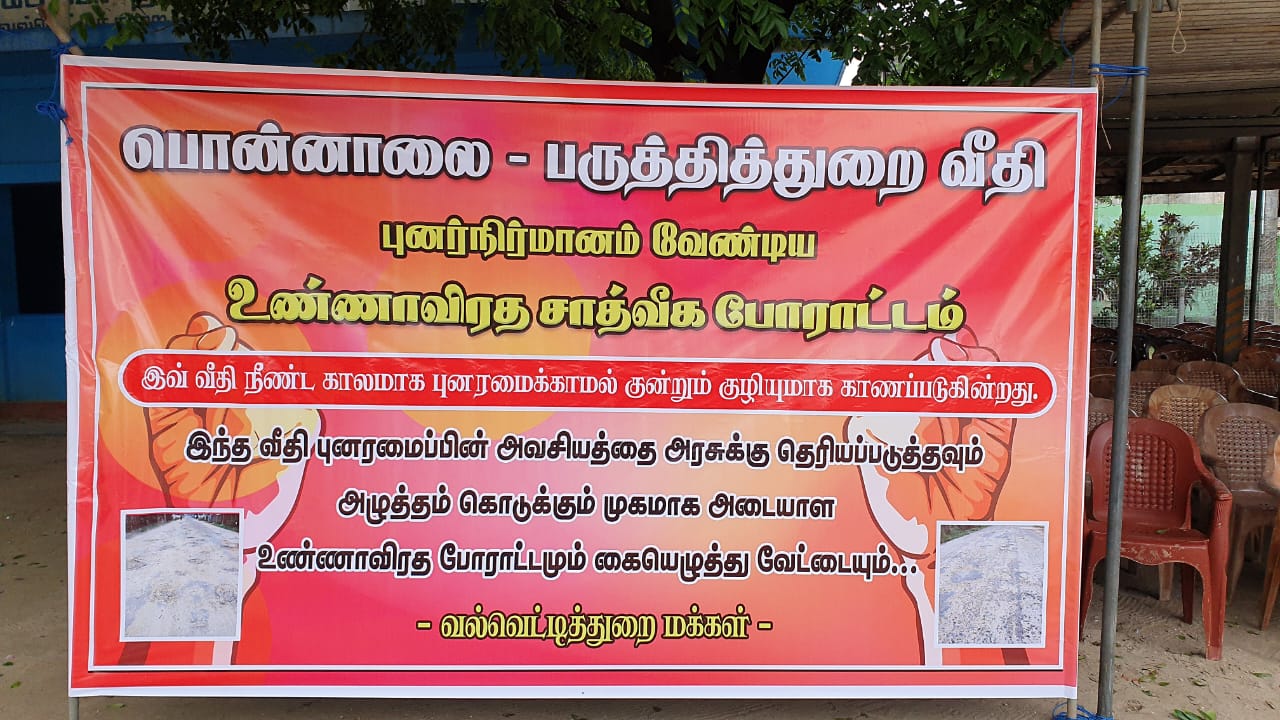 பொன்னாலை - பருத்தித்துறை வீதி
புனர்நிர்மானம் வேண்டிய
உண்ணாவிரத சாத்வீக போராட்டம்
இவ் வீதி நீண்ட காலமாக புனரமைக்காமல் குன்றும் குழியுமாக காணப்படுகின்றது.
இந்த வீதி புனரமைப்பின் அவசியத்தை அரசுக்கு தெரியப்படுத்தவும்
அழுத்தம் கொடுக்கும் முகமாக அடையாள
உண்ணாவிரத போராட்டமும் கையெழுத்து வேட்டையும்...
- வல்வெட்டித்துறை மக்கள் -